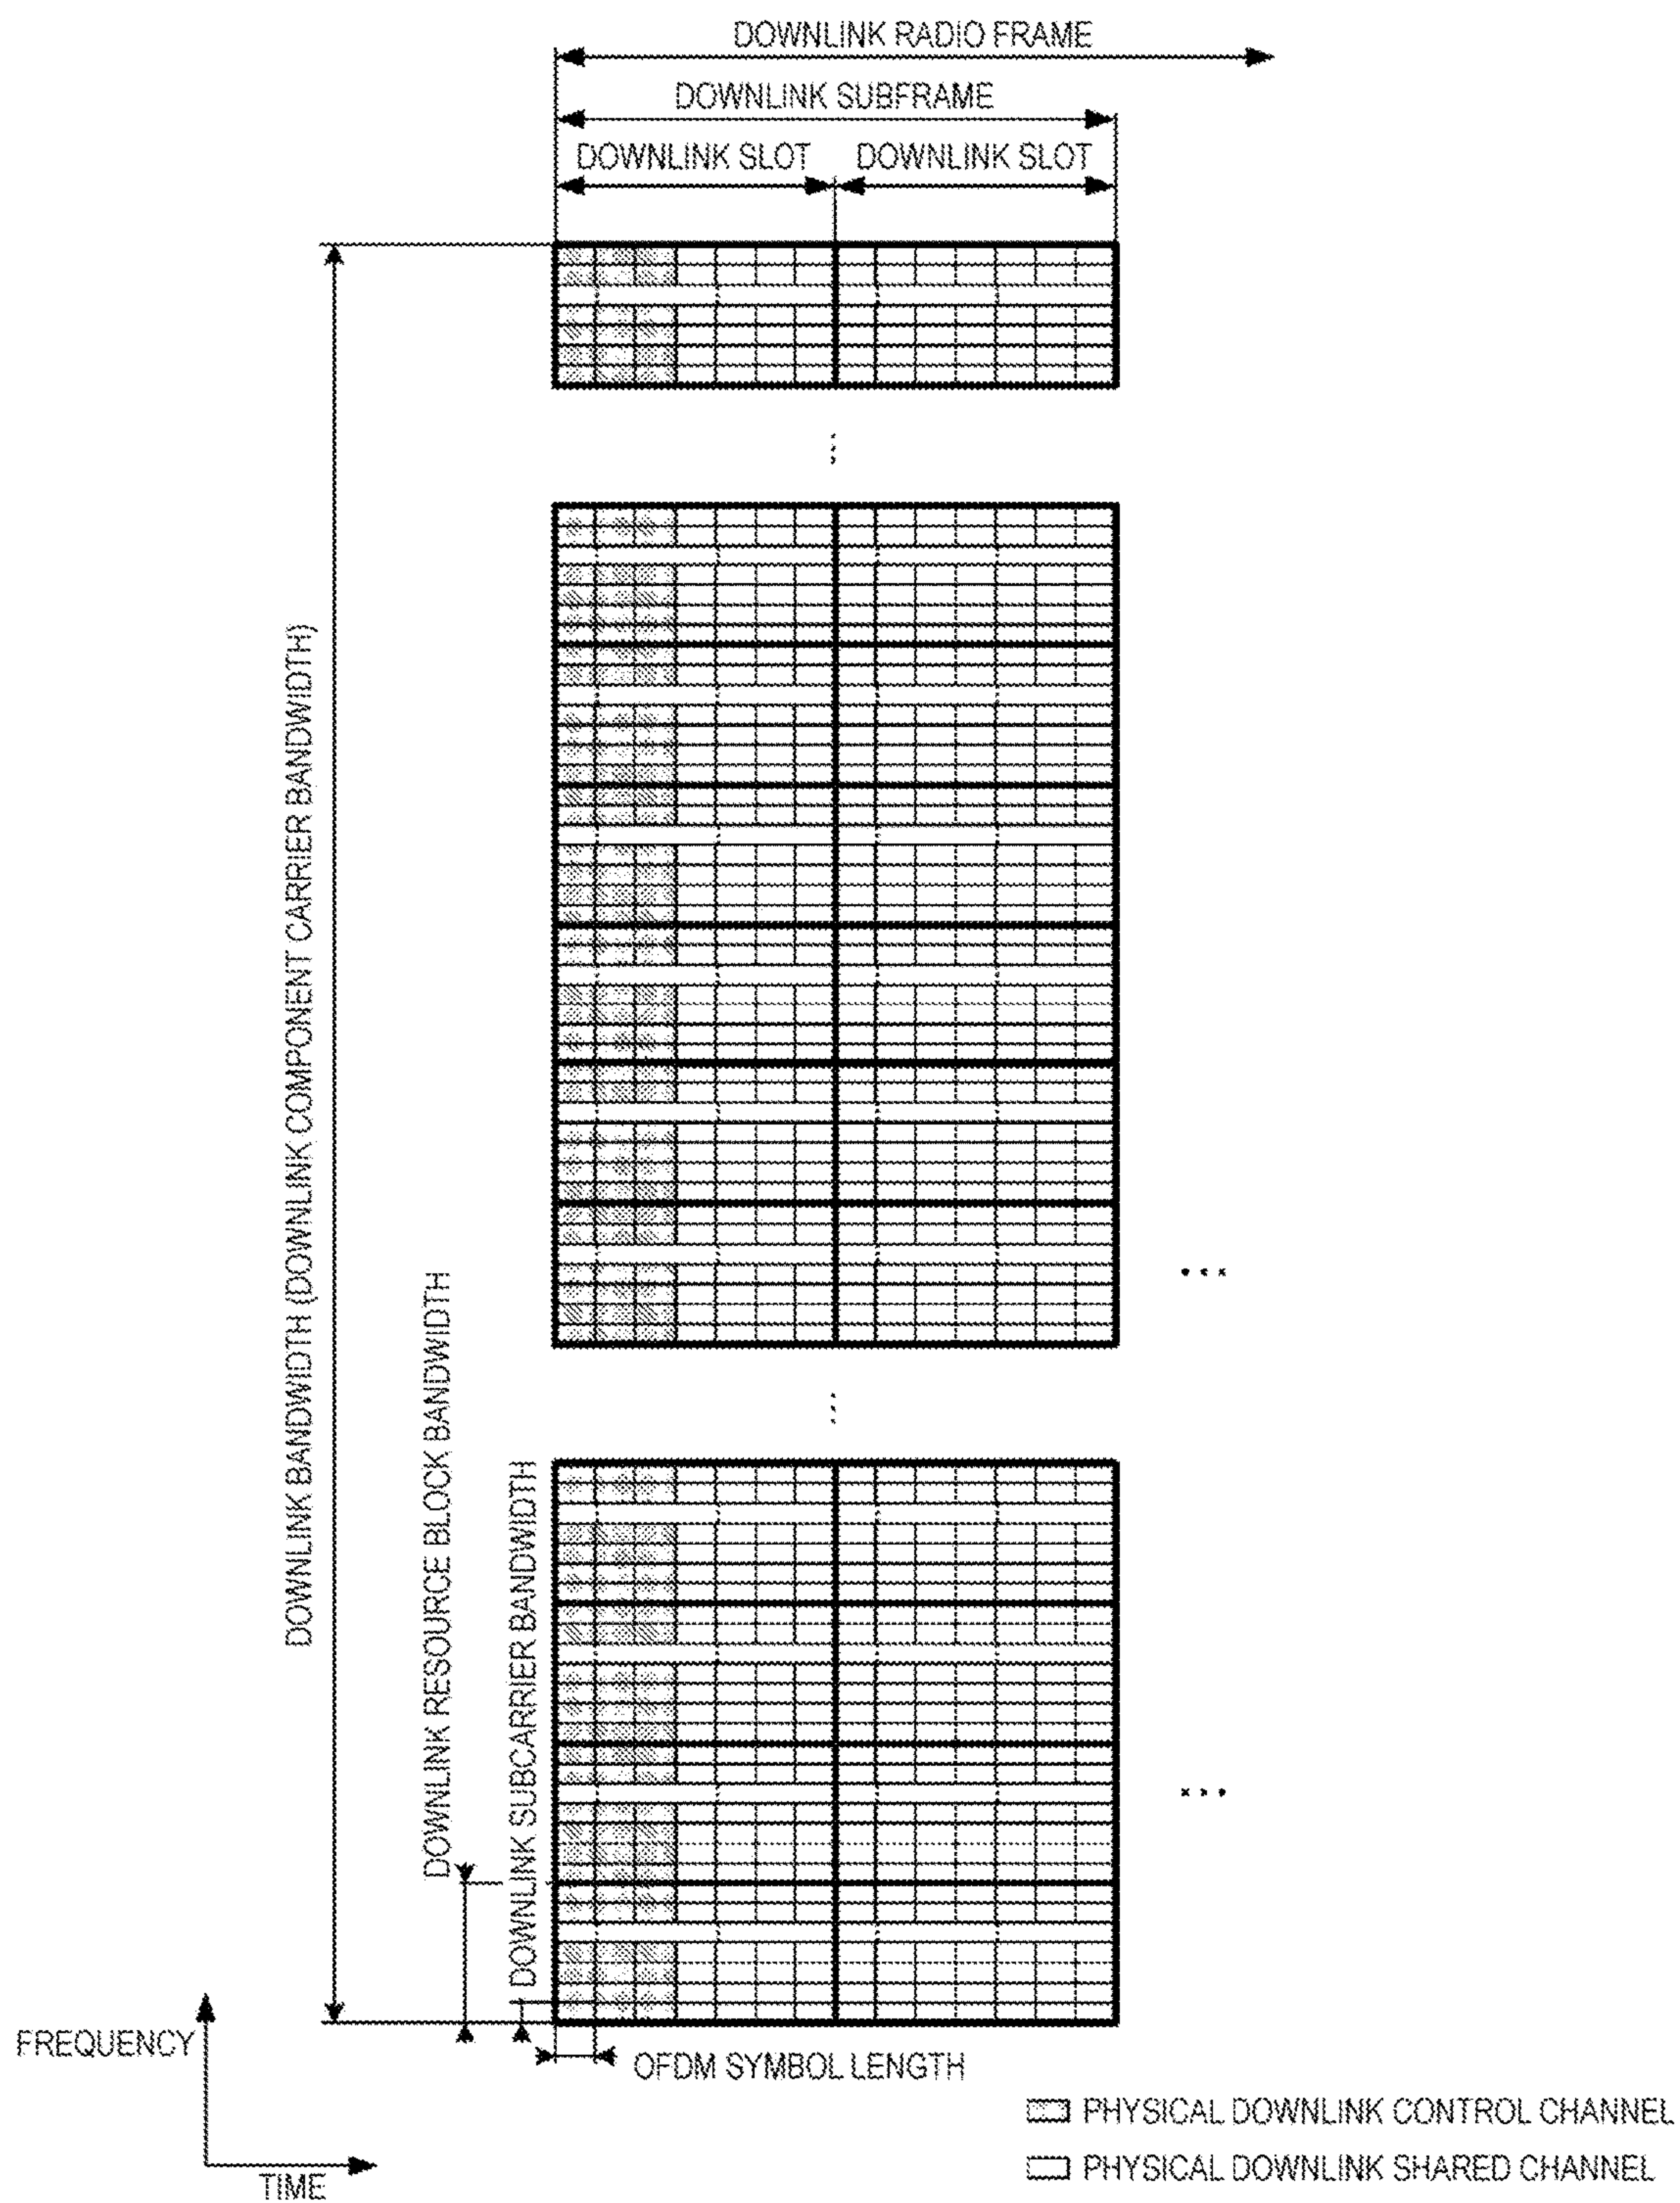 DOWNLINK RADIO FRAME
DOWNLINK SUBFRAME
DOWNLINK SLOT DOWNLINK SLOT
DOWNLINK BANDWIDTH (DOWNLINK COMPONENT CARRIER BANDWIDTH)
DOWNLINK RESOURCE BLOCK BANDWIDTH
DOWNLINK SUBCARRIER BANDWIDTH
FREQUENCY
TIME
OFDM SYMBOL LENGTH
PHYSICAL DOWNLINK CONTROL CHANNEL
PHYSICAL DOWNLINK SHARED CHANNEL